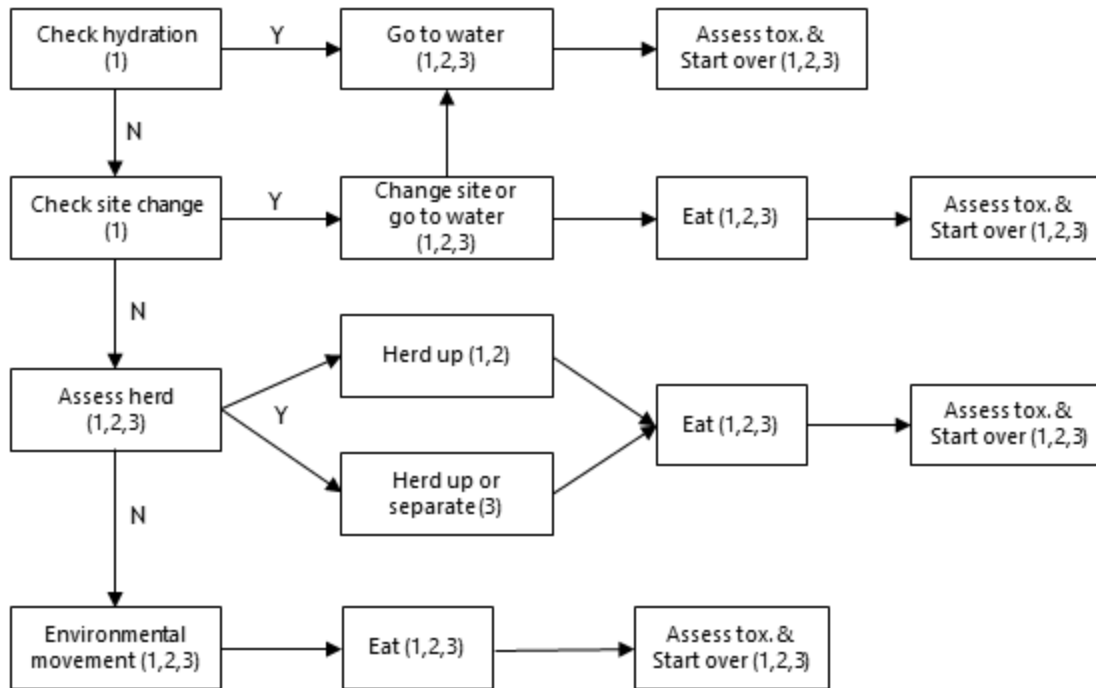 Check hydration
(1)
Y
Go to water
(1,2,3)
Assess tox. &
Start over (1,2,3)
N
Check site change
(1)
Y
Change site or
go to water
(1,2,3)
Eat (1,2,3)
Assess tox. &
Start over (1,2,3)
N
Assess herd
(1,2,3)
Y
Herd up (1,2)
Herd up or
separate (3)
Eat (1,2,3)
Assess tox. &
Start over (1,2,3)
N
Environmental
movement (1,2,3)
Eat (1,2,3)
Assess tox. &
Start over (1,2,3)